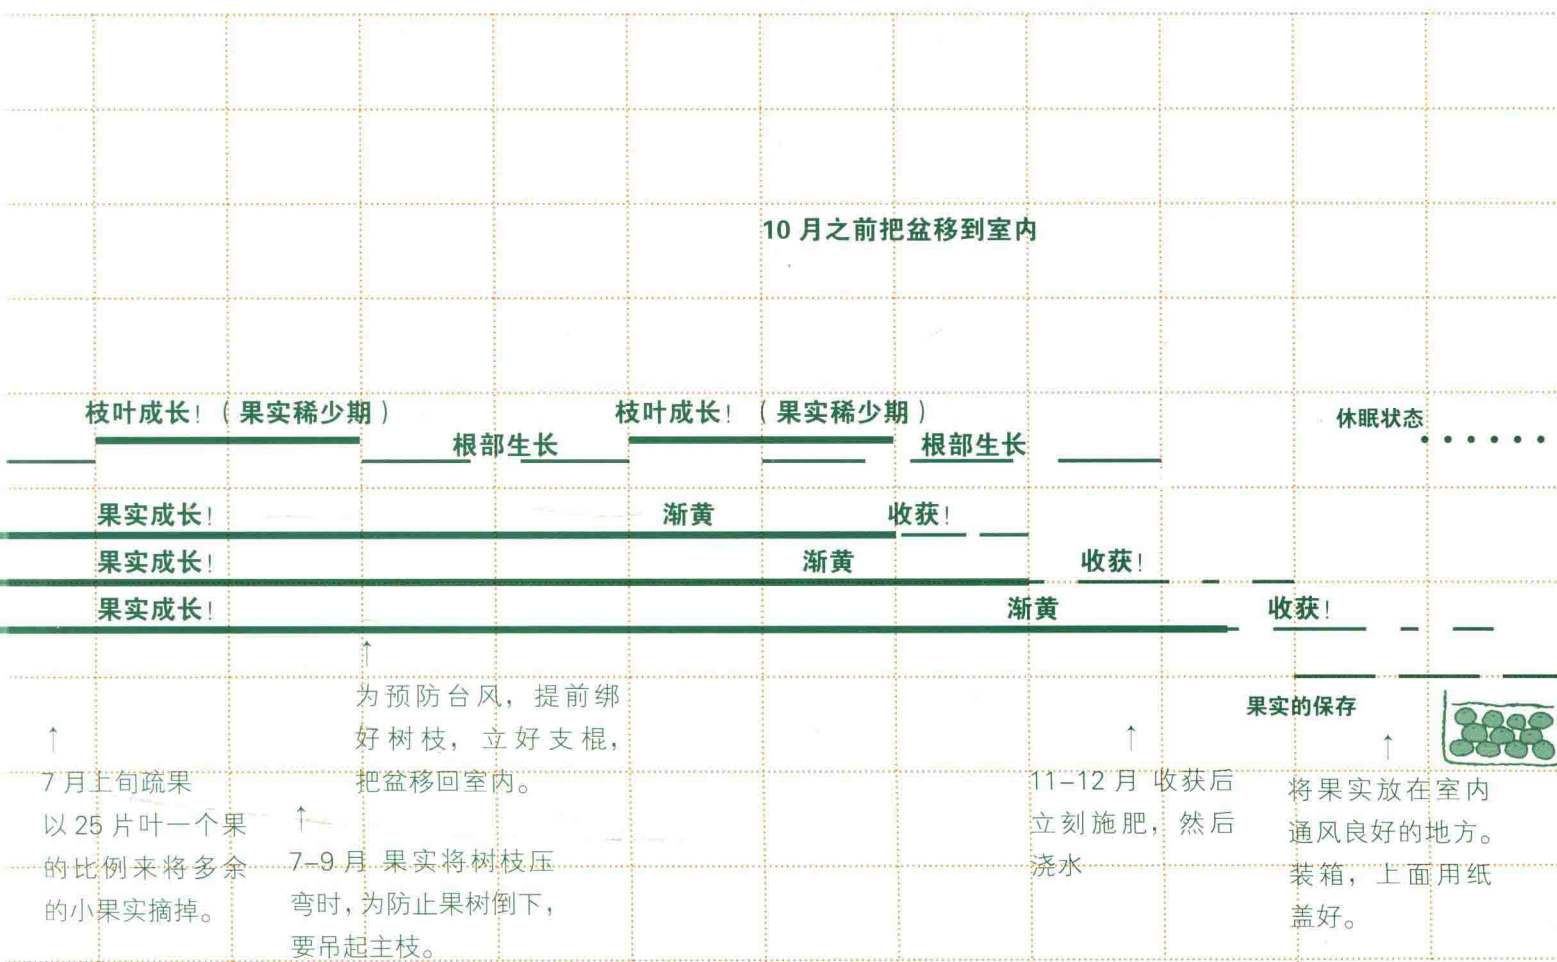 10 月之前把盆移到室内
枝叶成长！（果实稀少期）
枝叶成长！（果实稀少期）
休眠状态
根部生长
根部生长
果实成长！
渐黄
收获！
果实成长！
渐黄
收获！
果实成长！
渐黄
收获！
为预防台风，提前绑
好树枝，立好支棍，
把盆移回室内。
果实的保存
7 月上旬疏果
以 25 片叶一个果
的比例来将多余
的小果实摘掉。
7–9 月 果实将树枝压
弯时，为防止果树倒下，
要吊起主枝。
11–12 月 收获后
立刻施肥，然后
浇水
将果实放在室内
通风良好的地方。
装箱，上面用纸
盖好。